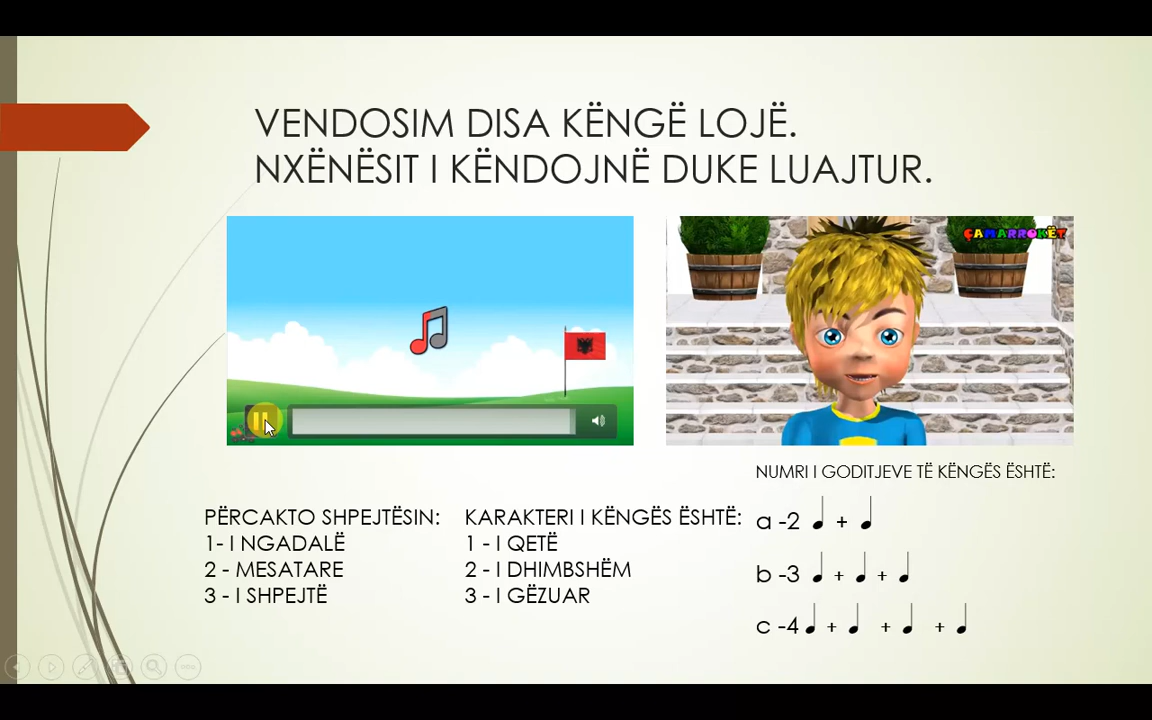 VENDOSIM DISA KËNGË LOJË.
NXËNËSIT I KËNDOJNË DUKE LUAJTUR.
ÇAMARROKËT
PËRCAKTO SHPEJTËSIN:
1- I NGADALË
2 - MESATARE
3 - I SHPEJTË
KARAKTERI I KËNGËS ËSHTË:
1 - I QETË
2 - I DHIMBSHËM
3 - I GËZUAR
NUMRI I GODITJEVE TË KËNGËS ËSHTË:
a -2 ♩ + ♩
b -3 ♩ + ♩ + ♩
c -4 ♩ + ♩ + ♩ + ♩